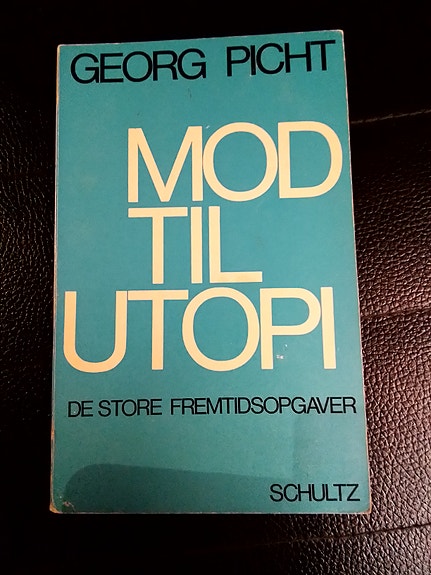 GEORG PICHT
MOD
TIL
UTOPI
DE STORE FREMTIDSOPGAVER
SCHULTZ